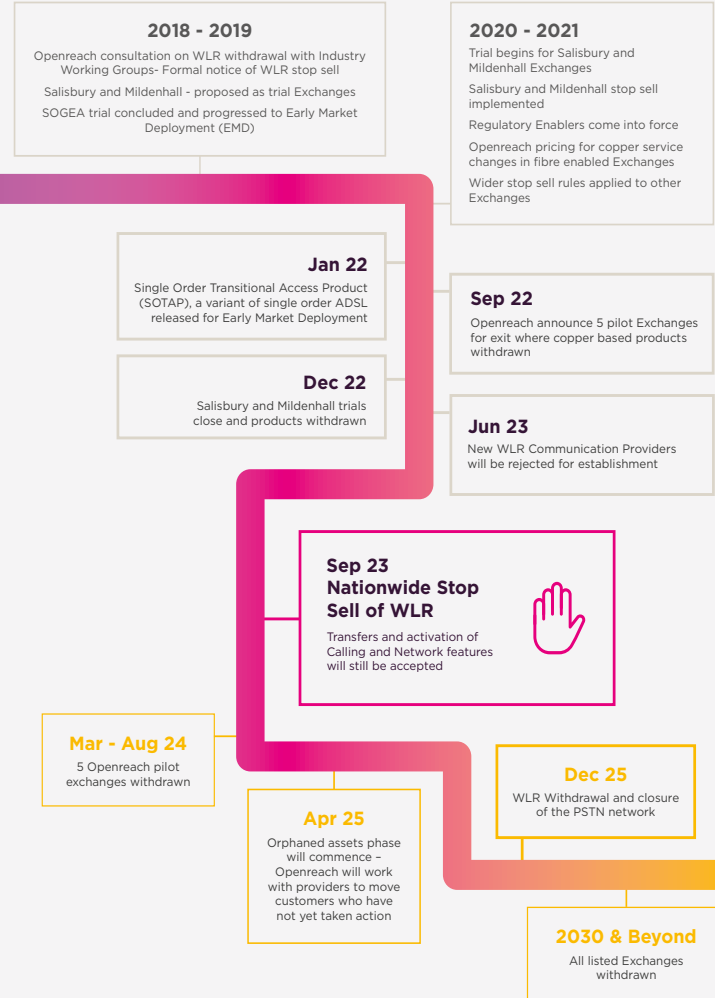 2018 - 2019
Openreach consultation on WLR withdrawal with Industry
Working Groups- Formal notice of WLR stop sell
Salisbury and Mildenhall - proposed as trial Exchanges
SOGEA trial concluded and progressed to Early Market
Deployment (EMD)
2020 - 2021
Trial begins for Salisbury and
Mildenhall Exchanges
Salisbury and Mildenhall stop sell
implemented
Regulatory Enablers come into force
Openreach pricing for copper service
changes in fibre enabled Exchanges
Wider stop sell rules applied to other
Exchanges
Jan 22
Single Order Transitional Access Product
(SOTAP), a variant of single order ADSL
released for Early Market Deployment
Sep 22
Openreach announce 5 pilot Exchanges
for exit where copper based products
withdrawn
Dec 22
Salisbury and Mildenhall trials
close and products withdrawn
Jun 23
New WLR Communication Providers
will be rejected for establishment
Sep 23
Nationwide Stop
Sell of WLR
Transfers and activation of
Calling and Network features
will still be accepted
Mar - Aug 24
5 Openreach pilot
exchanges withdrawn
Apr 25
Orphaned assets phase
will commence –
Openreach will work
with providers to move
customers who have
not yet taken action
Dec 25
WLR Withdrawal and closure
of the PSTN network
2030 & Beyond
All listed Exchanges
withdrawn